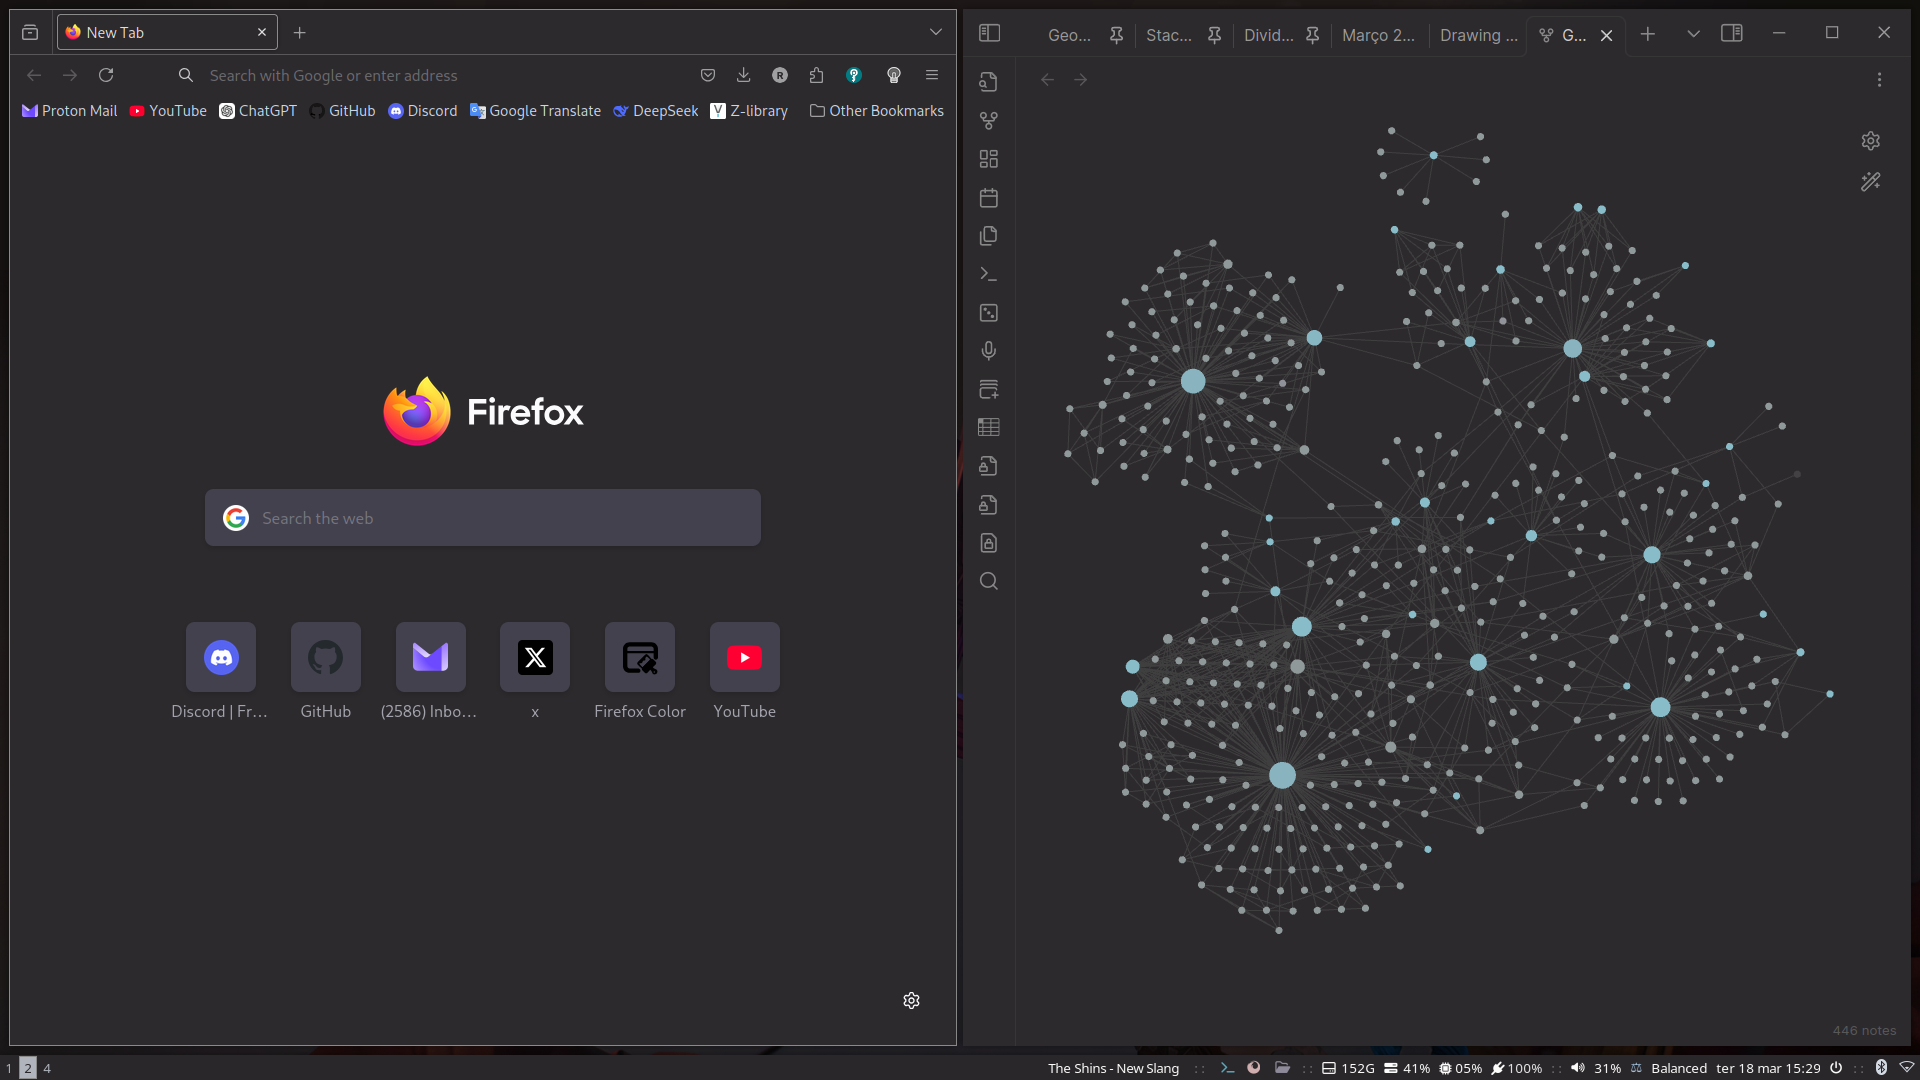 New Tab
Search with Google or enter address
Proton Mail YouTube ChatGPT GitHub Discord Google Translate DeepSeek Z-library Other Bookmarks
Firefox
Search the web
Discord | Fr... GitHub (2586) Inbo... x Firefox Color YouTube
Geo... Stac... Divid... Março 2... Drawing ... G...
446 notes
1 2 4
The Shins - New Slang :: :: 152G 41% 05% 100% :: 31% Balanced ter 18 mar 15:29 ::